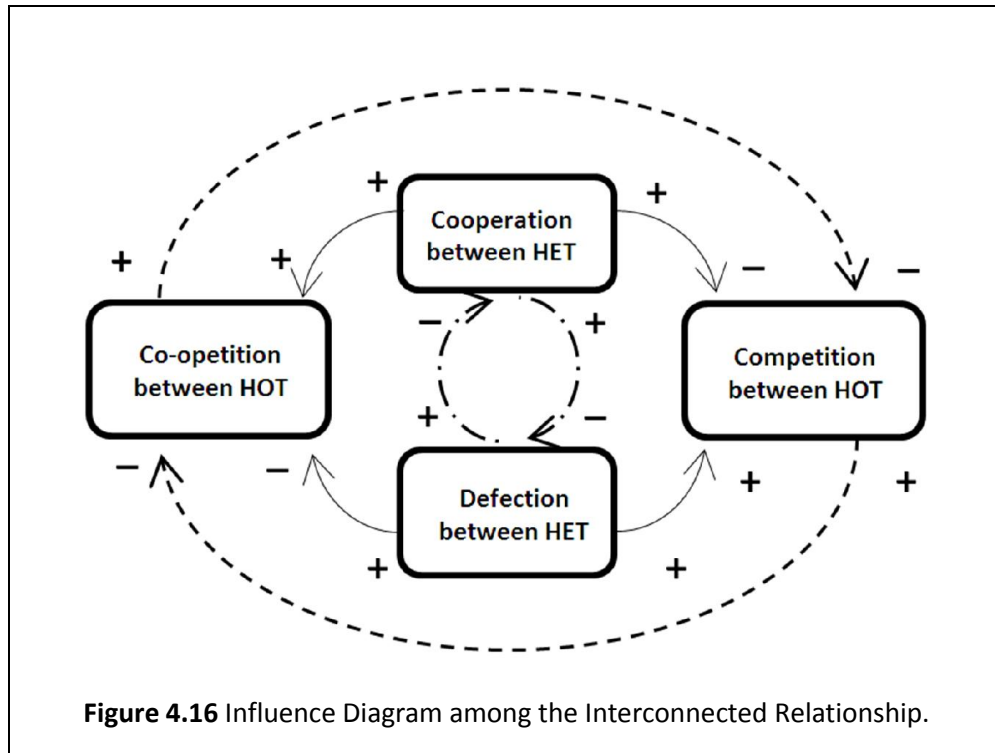 + +
Cooperation
between HET
+ + − −
− +
Co-opetition
between HOT
Competition
between HOT
+ −
− − + +
Defection
between HET
+ +
Figure 4.16 Influence Diagram among the Interconnected Relationship.